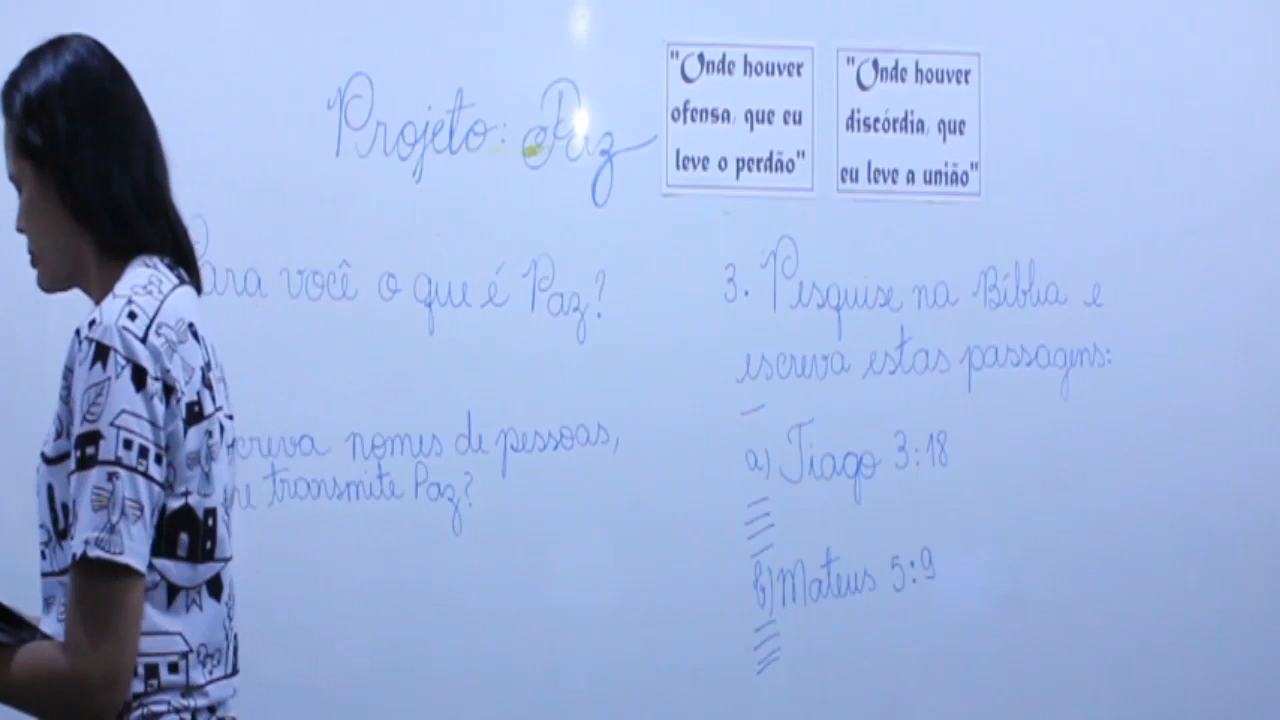 Projeto: Paz
"Onde houver
ofensa, que eu
leve o perdão"
"Onde houver
discórdia, que
eu leve a união"
Para você o que é Paz?
creva nomes de pessoas,
ue transmite Paz?
3. Pesquise na Bíblia e
escreva estas passagens:
a) Tiago 3:18
b) Mateus 5:9